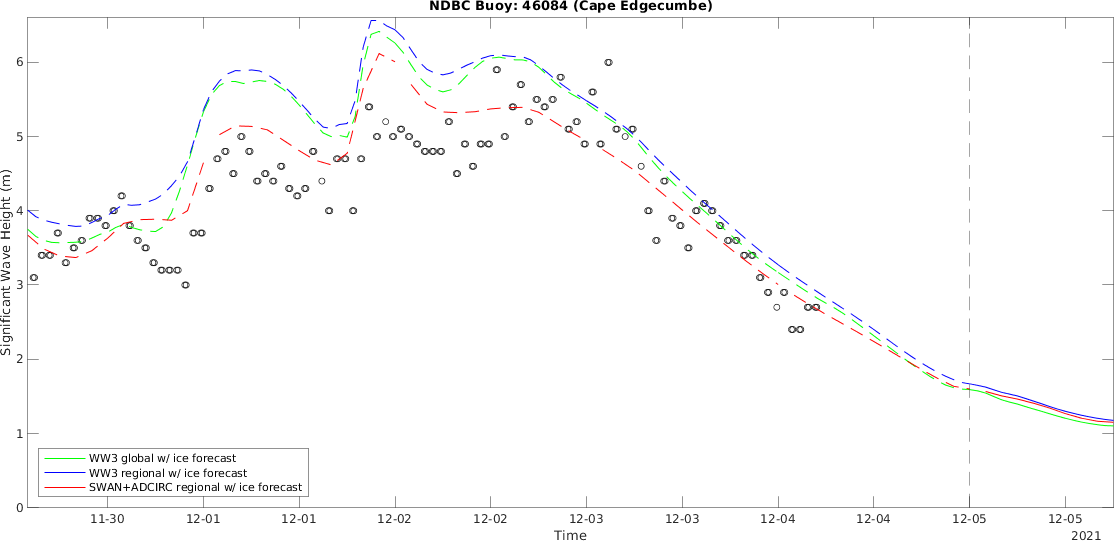 NDBC Buoy: 46084 (Cape Edgecumbe)
Significant Wave Height (m)
6
5
4
3
2
1
0
WW3 global w/ ice forecast
WW3 regional w/ ice forecast
SWAN+ADCIRC regional w/ ice forecast
11-30 12-01 12-01 12-02 12-02 12-03 12-03 12-04 12-04 12-05 12-05
Time
2021